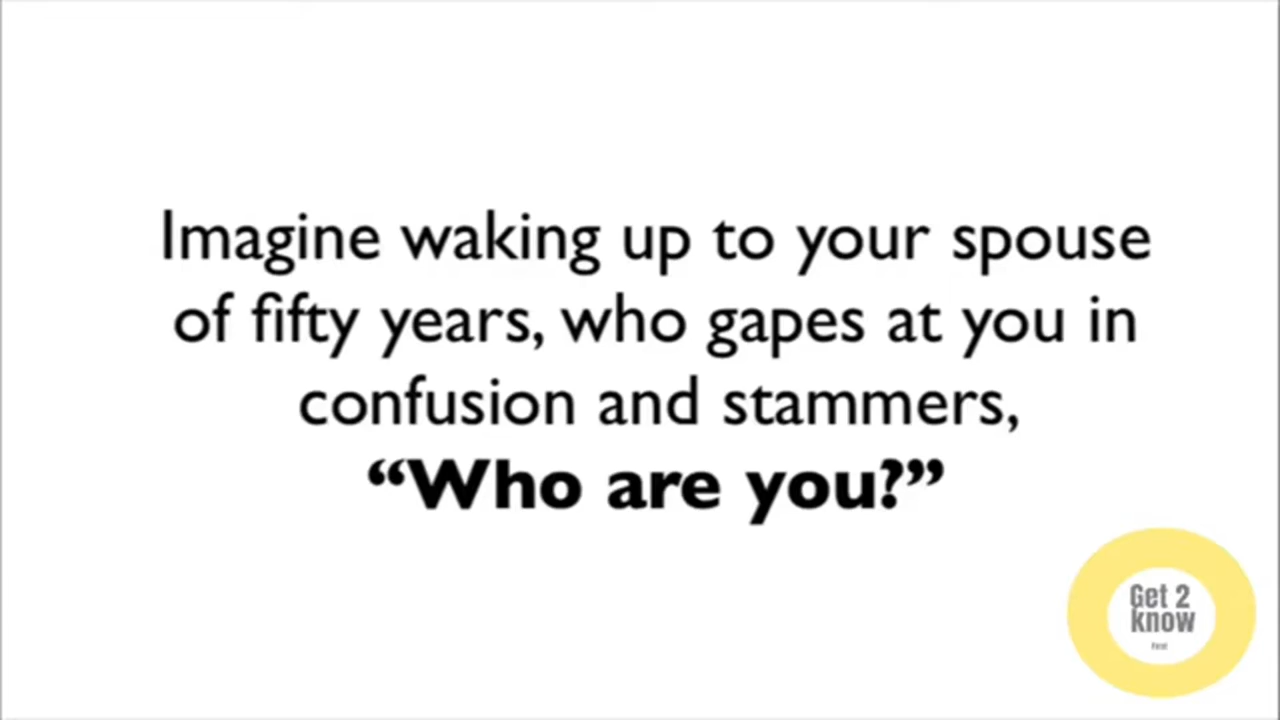 Imagine waking up to your spouse
of fifty years, who gapes at you in
confusion and stammers,
“Who are you?”
Get 2
know